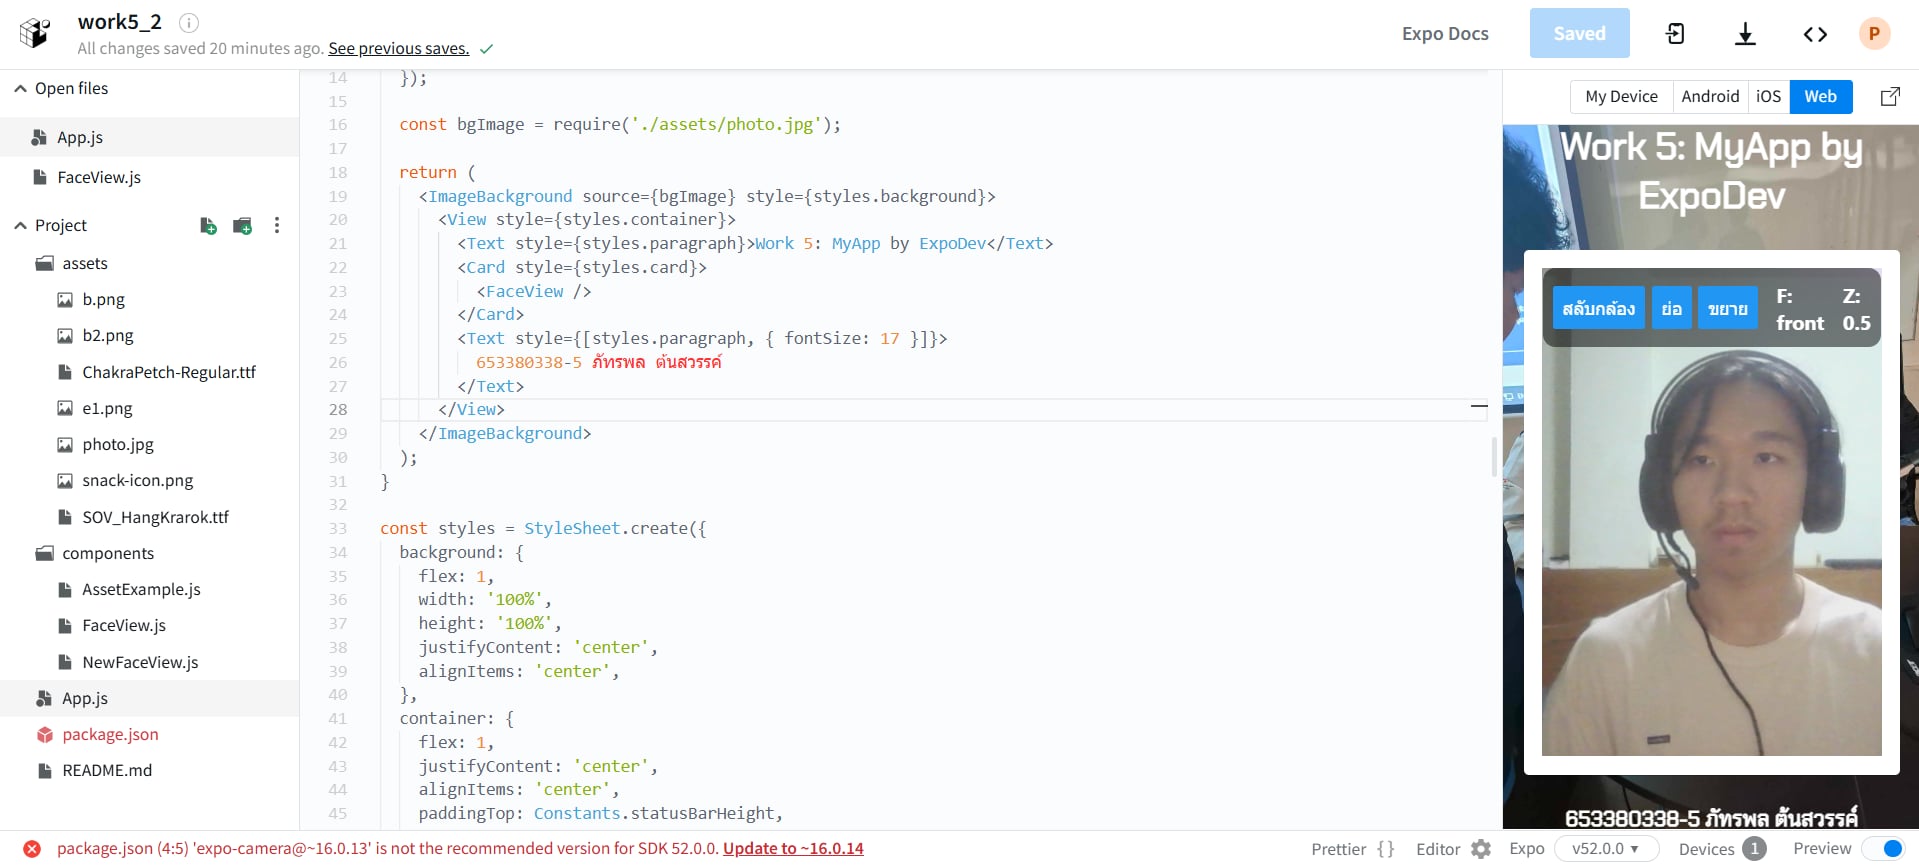 work5_2
All changes saved 20 minutes ago. See previous saves.
Expo Docs
Saved
P
Open files
App.js
FaceView.js
Project
assets
b.png
b2.png
ChakraPetch-Regular.ttf
e1.png
photo.jpg
snack-icon.png
SOV_HangKrarok.ttf
components
AssetExample.js
FaceView.js
NewFaceView.js
App.js
package.json
README.md
14 });
15
16 const bgImage = require('./assets/photo.jpg');
17
18 return (
19 <ImageBackground source={bgImage} style={styles.background}>
20 <View style={styles.container}>
21 <Text style={styles.paragraph}>Work 5: MyApp by ExpoDev</Text>
22 <Card style={styles.card}>
23 <FaceView />
24 </Card>
25 <Text style={[styles.paragraph, { fontSize: 17 }]}>
26 653380338-5 ภัทรพล ต้นสวรรค์
27 </Text>
28 </View>
29 </ImageBackground>
30 );
31 }
32
33 const styles = StyleSheet.create({
34 background: {
35 flex: 1,
36 width: '100%',
37 height: '100%',
38 justifyContent: 'center',
39 alignItems: 'center',
40 },
41 container: {
42 flex: 1,
43 justifyContent: 'center',
44 alignItems: 'center',
45 paddingTop: Constants.statusBarHeight,
My Device Android iOS Web
Work 5: MyApp by
ExpoDev
สลับกล้อง ย่อ ขยาย F: front Z: 0.5
653380338-5 ภัทรพล ต้นสวรรค์
package.json (4:5) 'expo-camera@~16.0.13' is not the recommended version for SDK 52.0.0. Update to ~16.0.14
Prettier {} Editor Expo v52.0.0 Devices 1 Preview